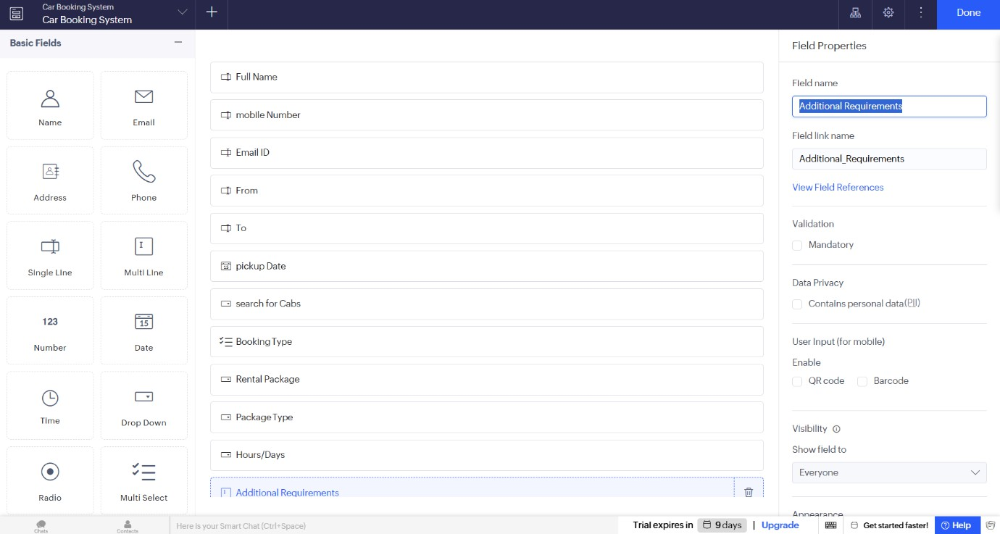 Car Booking System
Car Booking System
Done
Basic Fields
Name
Email
Address
Phone
Single Line
Multi Line
123
Number
15
Date
Time
Drop Down
Radio
Multi Select
Full Name
mobile Number
Email ID
From
To
15
pickup Date
search for Cabs
Booking Type
Rental Package
Package Type
Hours/Days
Additional Requirements
Field Properties
Field name
Additional Requirements
Field link name
Additional_Requirements
View Field References
Validation
Mandatory
Data Privacy
Contains personal data(PII)
User Input (for mobile)
Enable
QR code
Barcode
Visibility
Show field to
Everyone
Appearance
Chats
Contacts
Here is your Smart Chat (Ctrl+Space)
Trial expires in 9 days | Upgrade
Get started faster!
Help